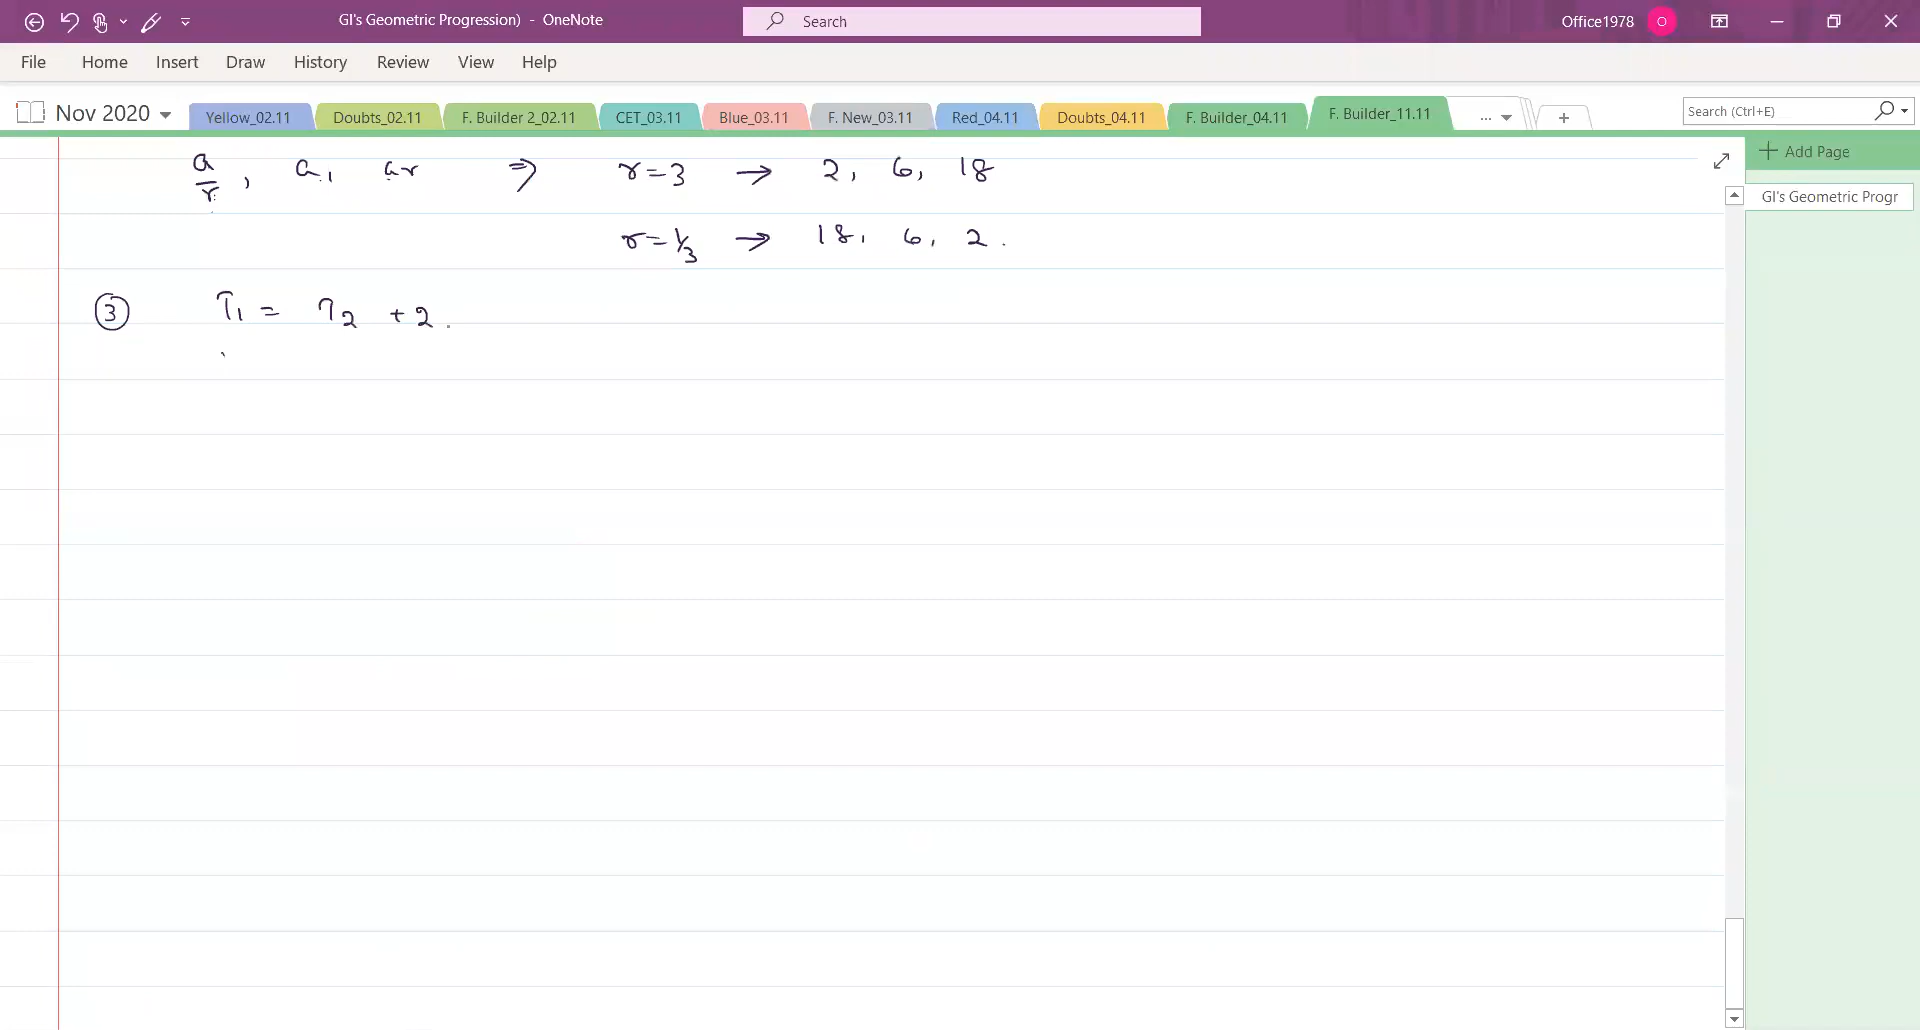 GI's Geometric Progression) - OneNote
Search
Office1978
O
File Home Insert Draw History Review View Help
Nov 2020
Yellow_02.11 Doubts_02.11 F. Builder 2_02.11 CET_03.11 Blue_03.11 F. New_03.11 Red_04.11 Doubts_04.11 F. Builder_04.11 F. Builder_11.11 ... +
Search (Ctrl+E)
+ Add Page
GI's Geometric Progr
a/r, a, ar ⇒ r=3 → 2, 6, 18
r=1/3 → 18, 6, 2.
③ T1 = T2 +2.